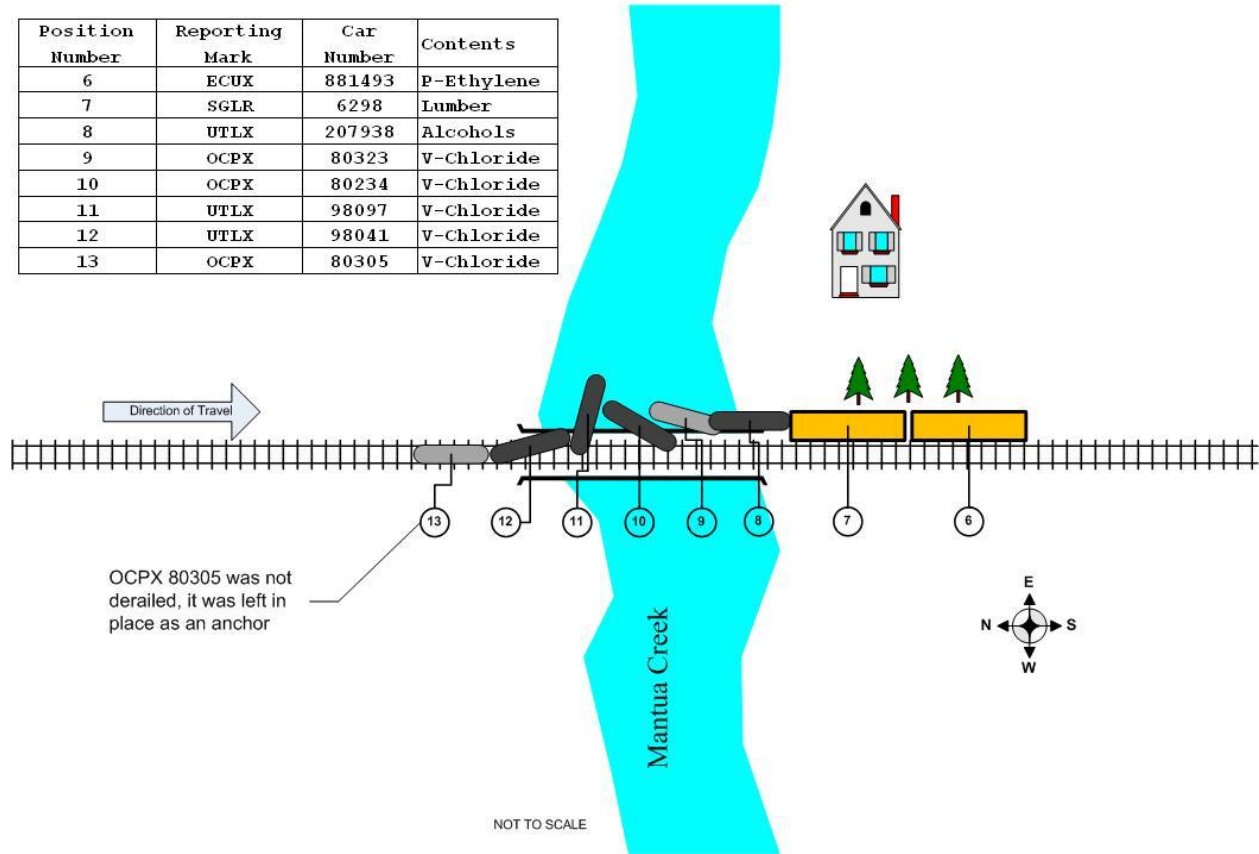 Position Number Reporting Mark Car Number Contents
6 ECUX 881493 P-Ethylene
7 SGLR 6298 Lumber
8 UTLX 207938 Alcohols
9 OCPX 80323 V-Chloride
10 OCPX 80234 V-Chloride
11 UTLX 98097 V-Chloride
12 UTLX 98041 V-Chloride
13 OCPX 80305 V-Chloride
Direction of Travel
13 12 11 10 9 8 7 6
OCPX 80305 was not
derailed, it was left in
place as an anchor
Mantua Creek
E
N S
W
NOT TO SCALE